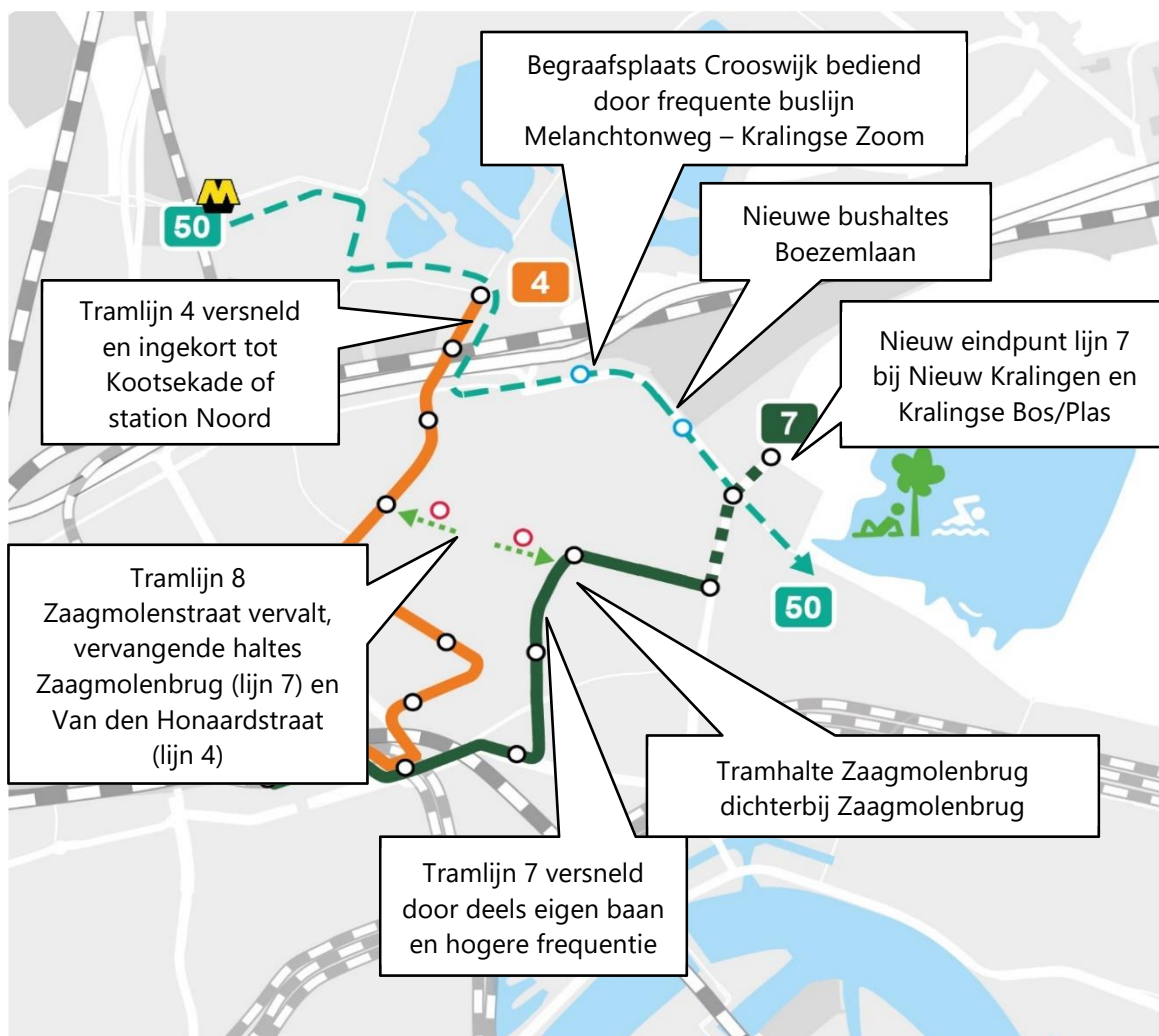 Begraafsplaats Crooswijk bediend
door frequente buslijn
Melanchtonweg – Kralingse Zoom
M
50
Nieuwe bushaltes
Boezemlaan
4
Tramlijn 4 versneld
en ingekort tot
Kootsekade of
station Noord
Nieuw eindpunt lijn 7
bij Nieuw Kralingen en
Kralingse Bos/Plas
7
Tramlijn 8
Zaagmolenstraat vervalt,
vervangende haltes
Zaagmolenbrug (lijn 7) en
Van den Honaardstraat
(lijn 4)
50
Tramhalte Zaagmolenbrug
dichterbij Zaagmolenbrug
Tramlijn 7 versneld
door deels eigen baan
en hogere frequentie